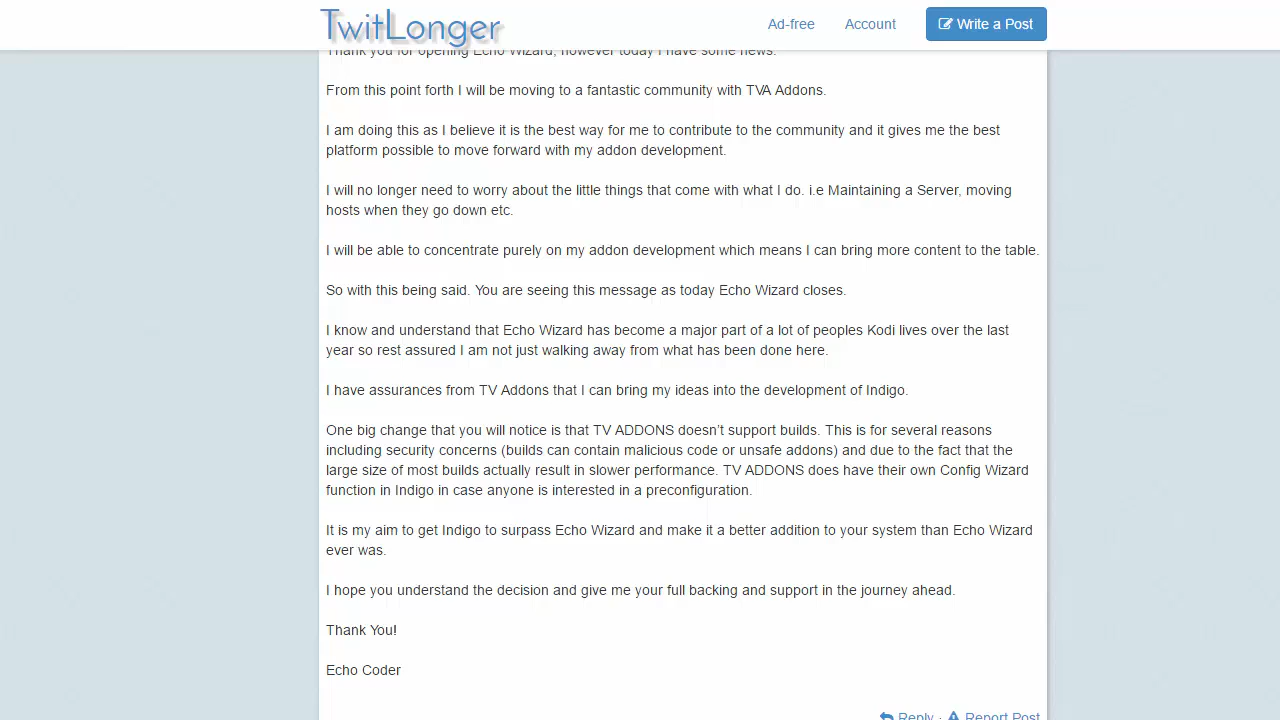 TwitLonger
Ad-free
Account
Write a Post
Thank you for opening Echo Wizard, however today I have some news.
From this point forth I will be moving to a fantastic community with TVA Addons.
I am doing this as I believe it is the best way for me to contribute to the community and it gives me the best
platform possible to move forward with my addon development.
I will no longer need to worry about the little things that come with what I do. i.e Maintaining a Server, moving
hosts when they go down etc.
I will be able to concentrate purely on my addon development which means I can bring more content to the table.
So with this being said. You are seeing this message as today Echo Wizard closes.
I know and understand that Echo Wizard has become a major part of a lot of peoples Kodi lives over the last
year so rest assured I am not just walking away from what has been done here.
I have assurances from TV Addons that I can bring my ideas into the development of Indigo.
One big change that you will notice is that TV ADDONS doesn’t support builds. This is for several reasons
including security concerns (builds can contain malicious code or unsafe addons) and due to the fact that the
large size of most builds actually result in slower performance. TV ADDONS does have their own Config Wizard
function in Indigo in case anyone is interested in a preconfiguration.
It is my aim to get Indigo to surpass Echo Wizard and make it a better addition to your system than Echo Wizard
ever was.
I hope you understand the decision and give me your full backing and support in the journey ahead.
Thank You!
Echo Coder
Reply · Report Post